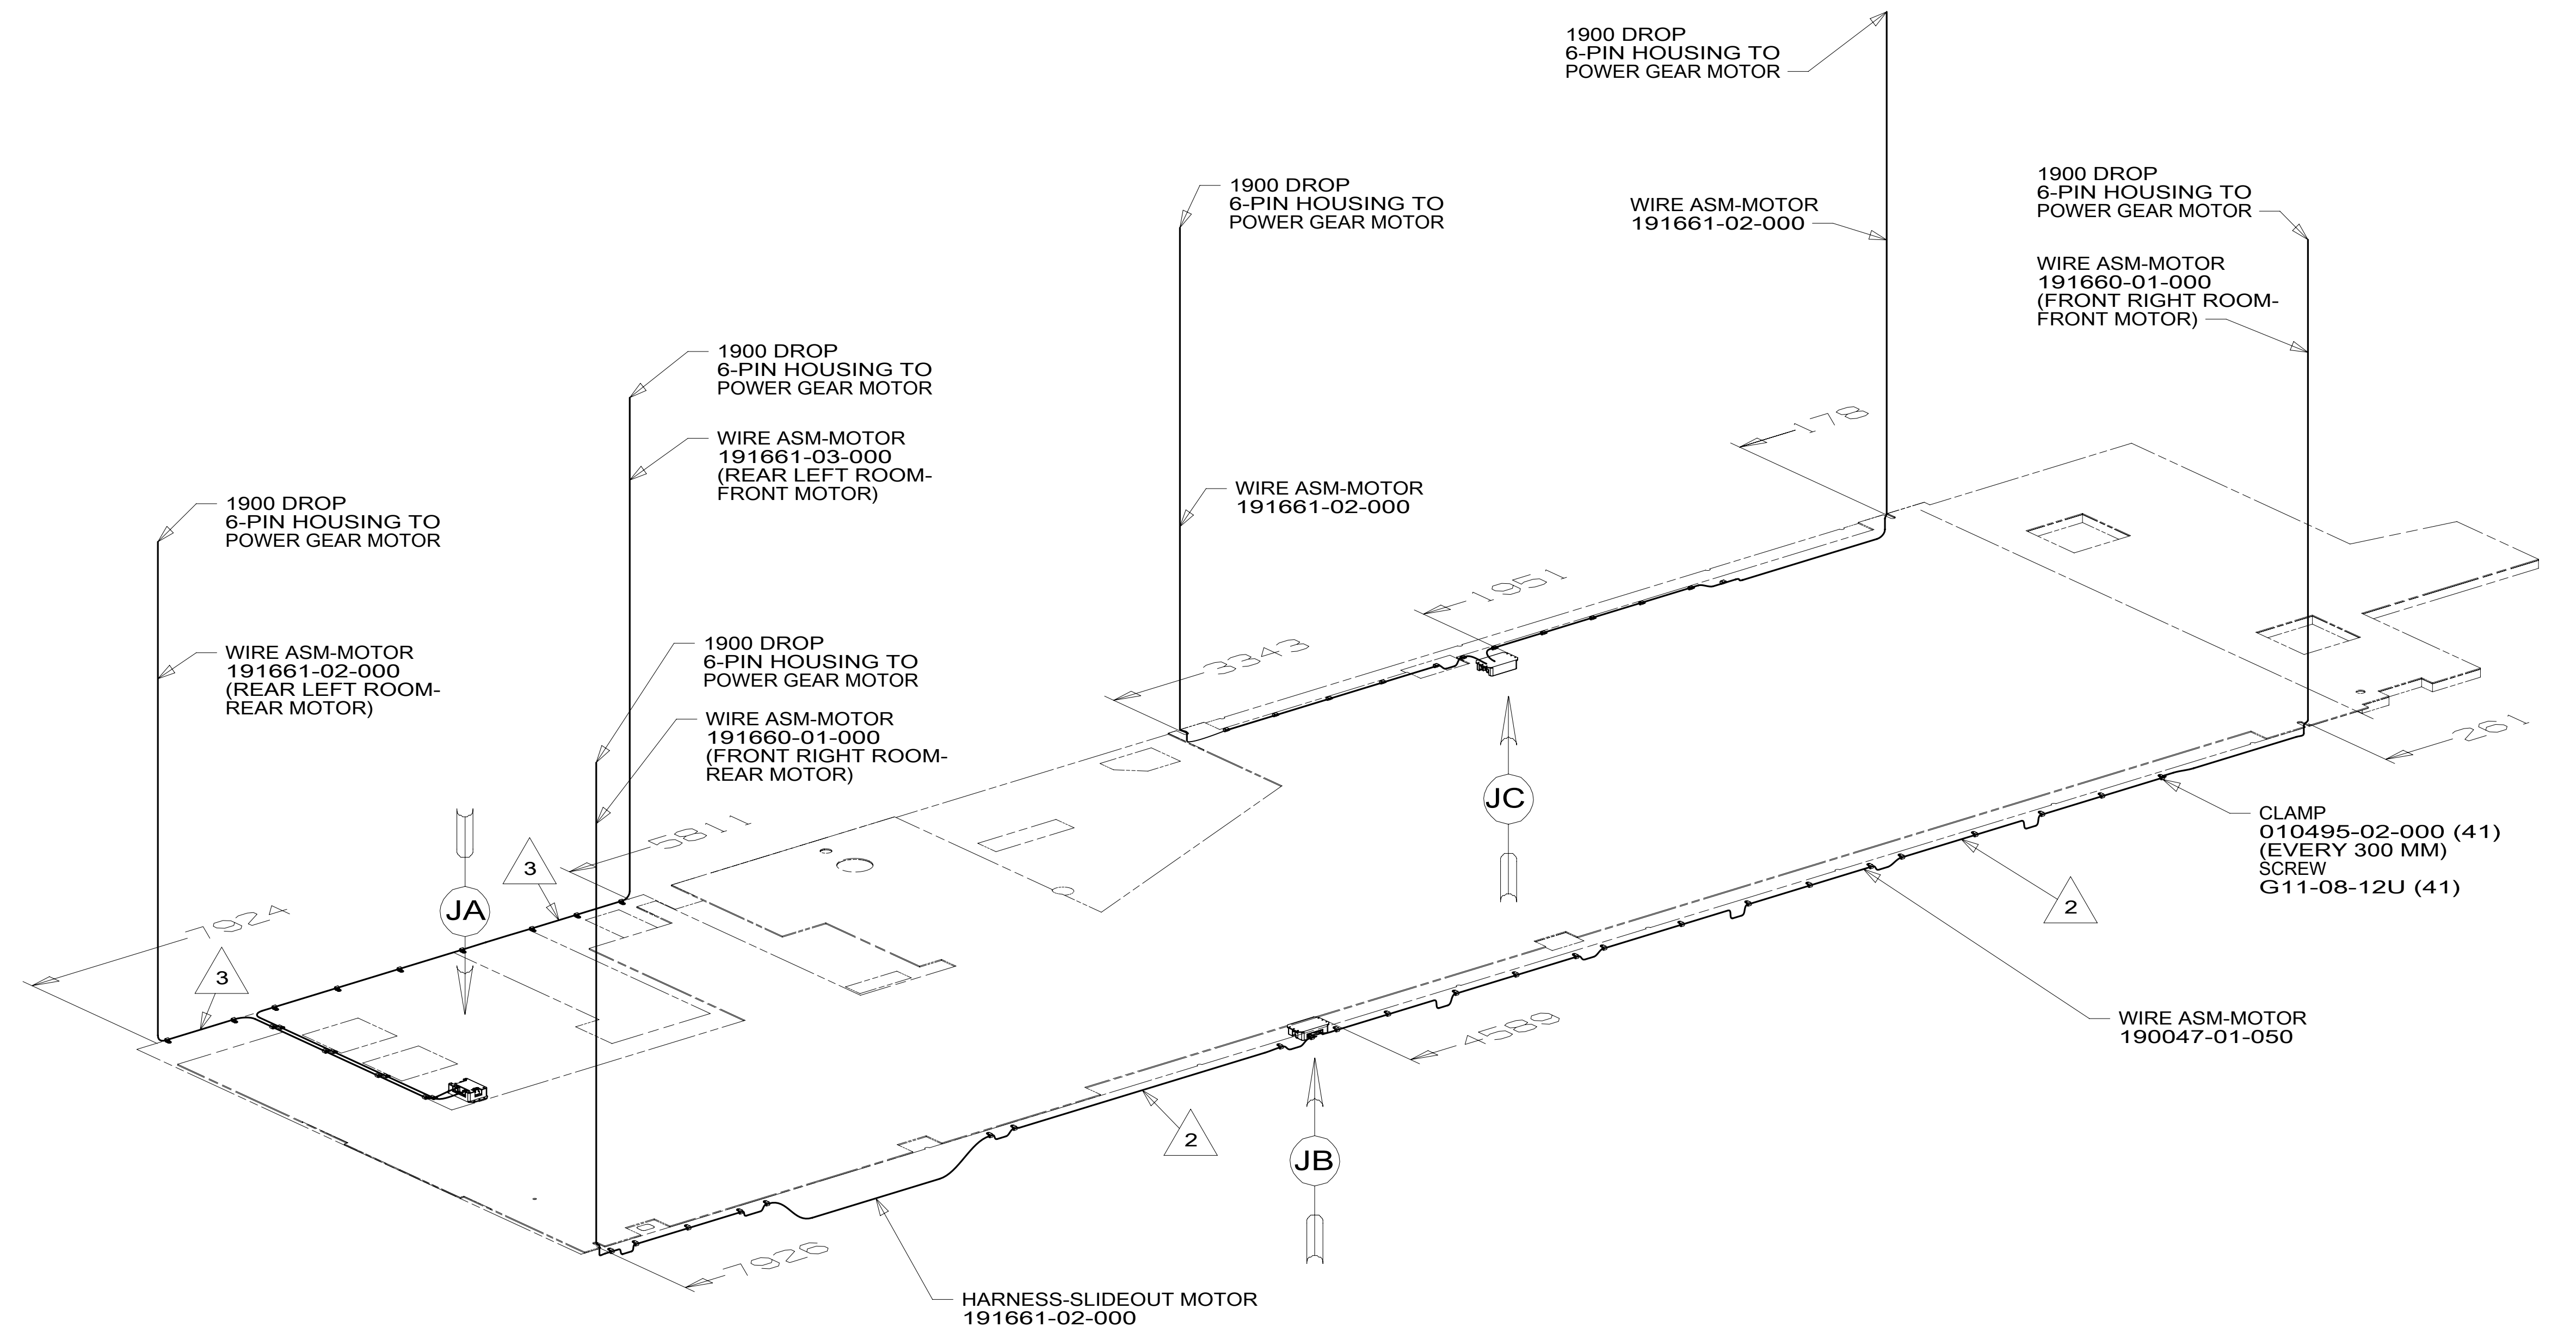 1900 DROP
6-PIN HOUSING TO
POWER GEAR MOTOR
1900 DROP
6-PIN HOUSING TO
POWER GEAR MOTOR
WIRE ASM-MOTOR
191661-02-000
1900 DROP
6-PIN HOUSING TO
POWER GEAR MOTOR
WIRE ASM-MOTOR
191660-01-000
(FRONT RIGHT ROOM-
FRONT MOTOR)
1900 DROP
6-PIN HOUSING TO
POWER GEAR MOTOR
WIRE ASM-MOTOR
191661-03-000
(REAR LEFT ROOM-
FRONT MOTOR)
178
WIRE ASM-MOTOR
191661-02-000
1900 DROP
6-PIN HOUSING TO
POWER GEAR MOTOR
WIRE ASM-MOTOR
191661-02-000
(REAR LEFT ROOM-
REAR MOTOR)
1951
3343
1900 DROP
6-PIN HOUSING TO
POWER GEAR MOTOR
WIRE ASM-MOTOR
191660-01-000
(FRONT RIGHT ROOM-
REAR MOTOR)
261
JC
CLAMP
010495-02-000 (41)
(EVERY 300 MM)
SCREW
G11-08-12U (41)
5811
3
JA
7924
3
2
WIRE ASM-MOTOR
190047-01-050
4589
2
JB
7926
HARNESS-SLIDEOUT MOTOR
191661-02-000